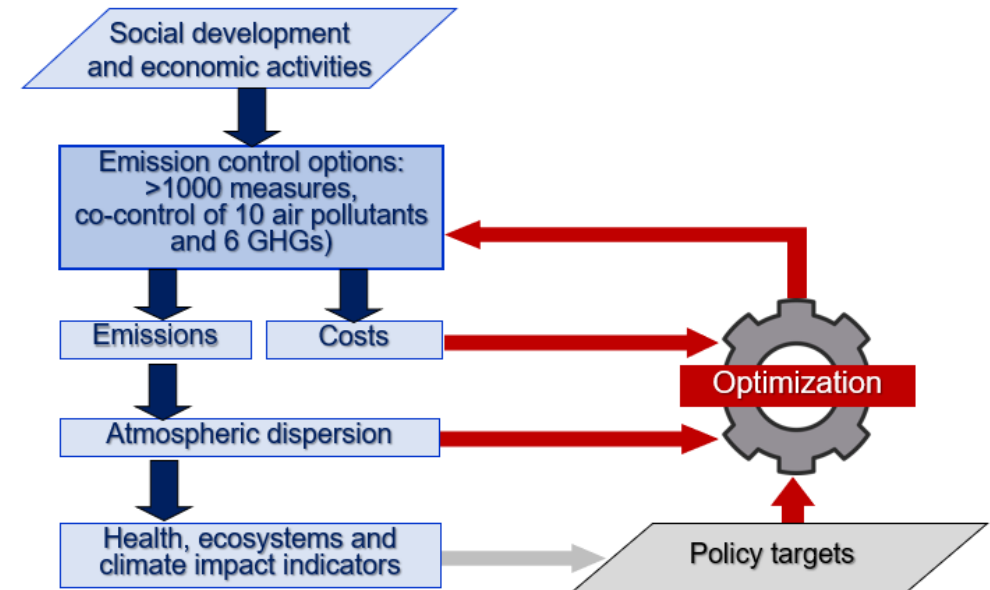 Social development
and economic activities
Emission control options:
>1000 measures,
co-control of 10 air pollutants
and 6 GHGs)
Emissions
Costs
Optimization
Atmospheric dispersion
Health, ecosystems and
climate impact indicators
Policy targets